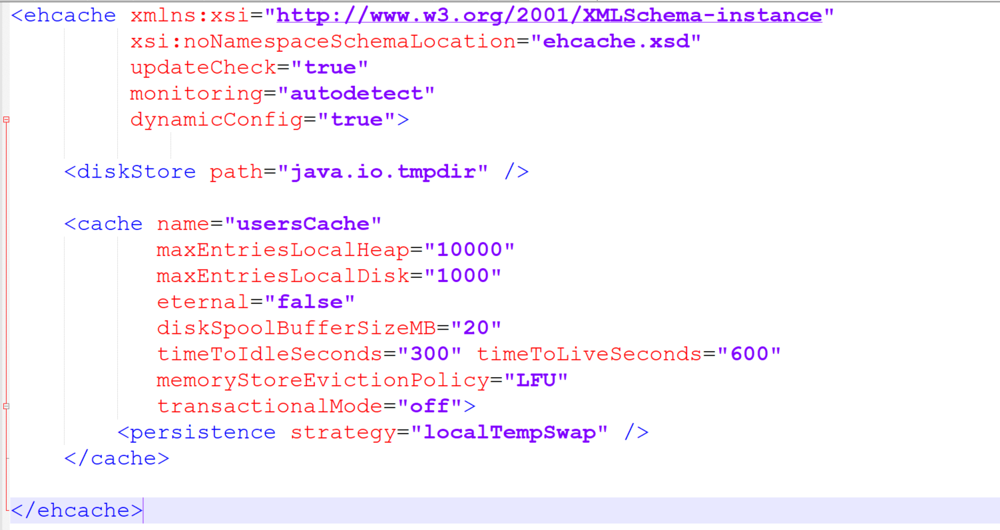 <ehcache xmlns:xsi="http://www.w3.org/2001/XMLSchema-instance"
xsi:noNamespaceSchemaLocation="ehcache.xsd"
updateCheck="true"
monitoring="autodetect"
dynamicConfig="true">
<diskStore path="java.io.tmpdir" />
<cache name="usersCache"
maxEntriesLocalHeap="10000"
maxEntriesLocalDisk="1000"
eternal="false"
diskSpoolBufferSizeMB="20"
timeToIdleSeconds="300" timeToLiveSeconds="600"
memoryStoreEvictionPolicy="LFU"
transactionalMode="off">
<persistence strategy="localTempSwap" />
</cache>
</ehcache>